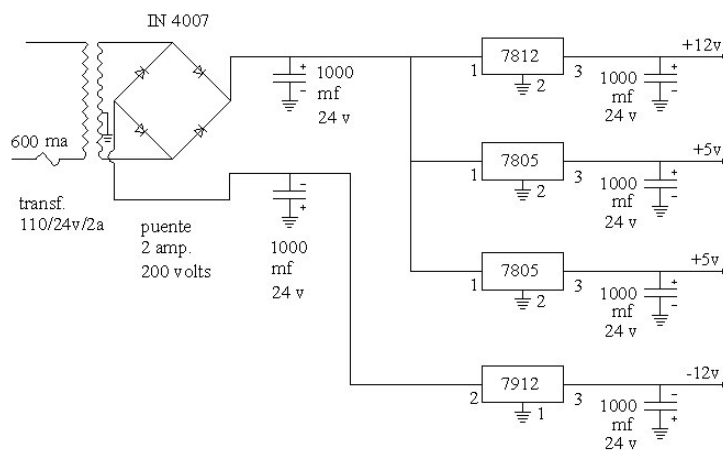 IN 4007
600 ma
transf.
110/24v/2a
puente
2 amp.
200 volts
+
-
1000
mf
24 v
-
+
1000
mf
24 v
1
7812
2
3
+
-
1000
mf
24 v
+12v
1
7805
2
3
+
-
1000
mf
24 v
+5v
1
7805
2
3
+
-
1000
mf
24 v
+5v
2
7912
1
3
-
+
1000
mf
24 v
-12v